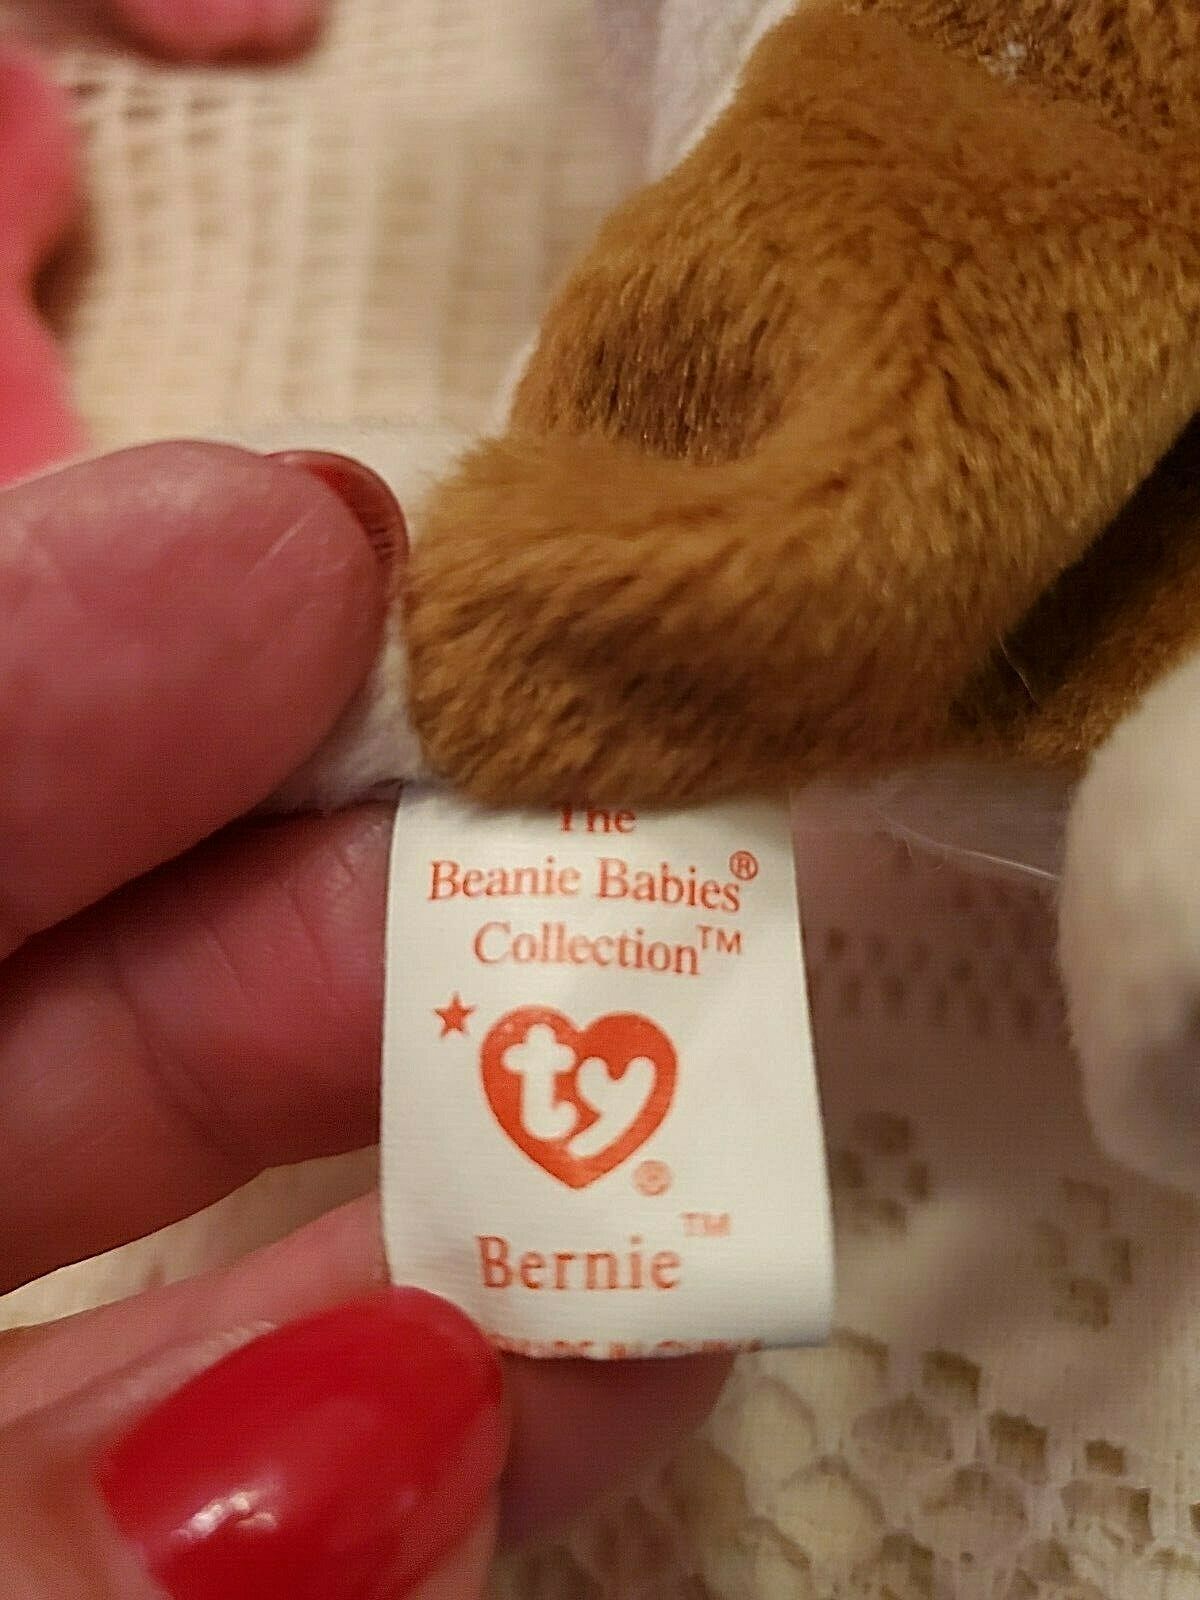 The
Beanie Babies®
Collection™
★ ty ®
Bernie™